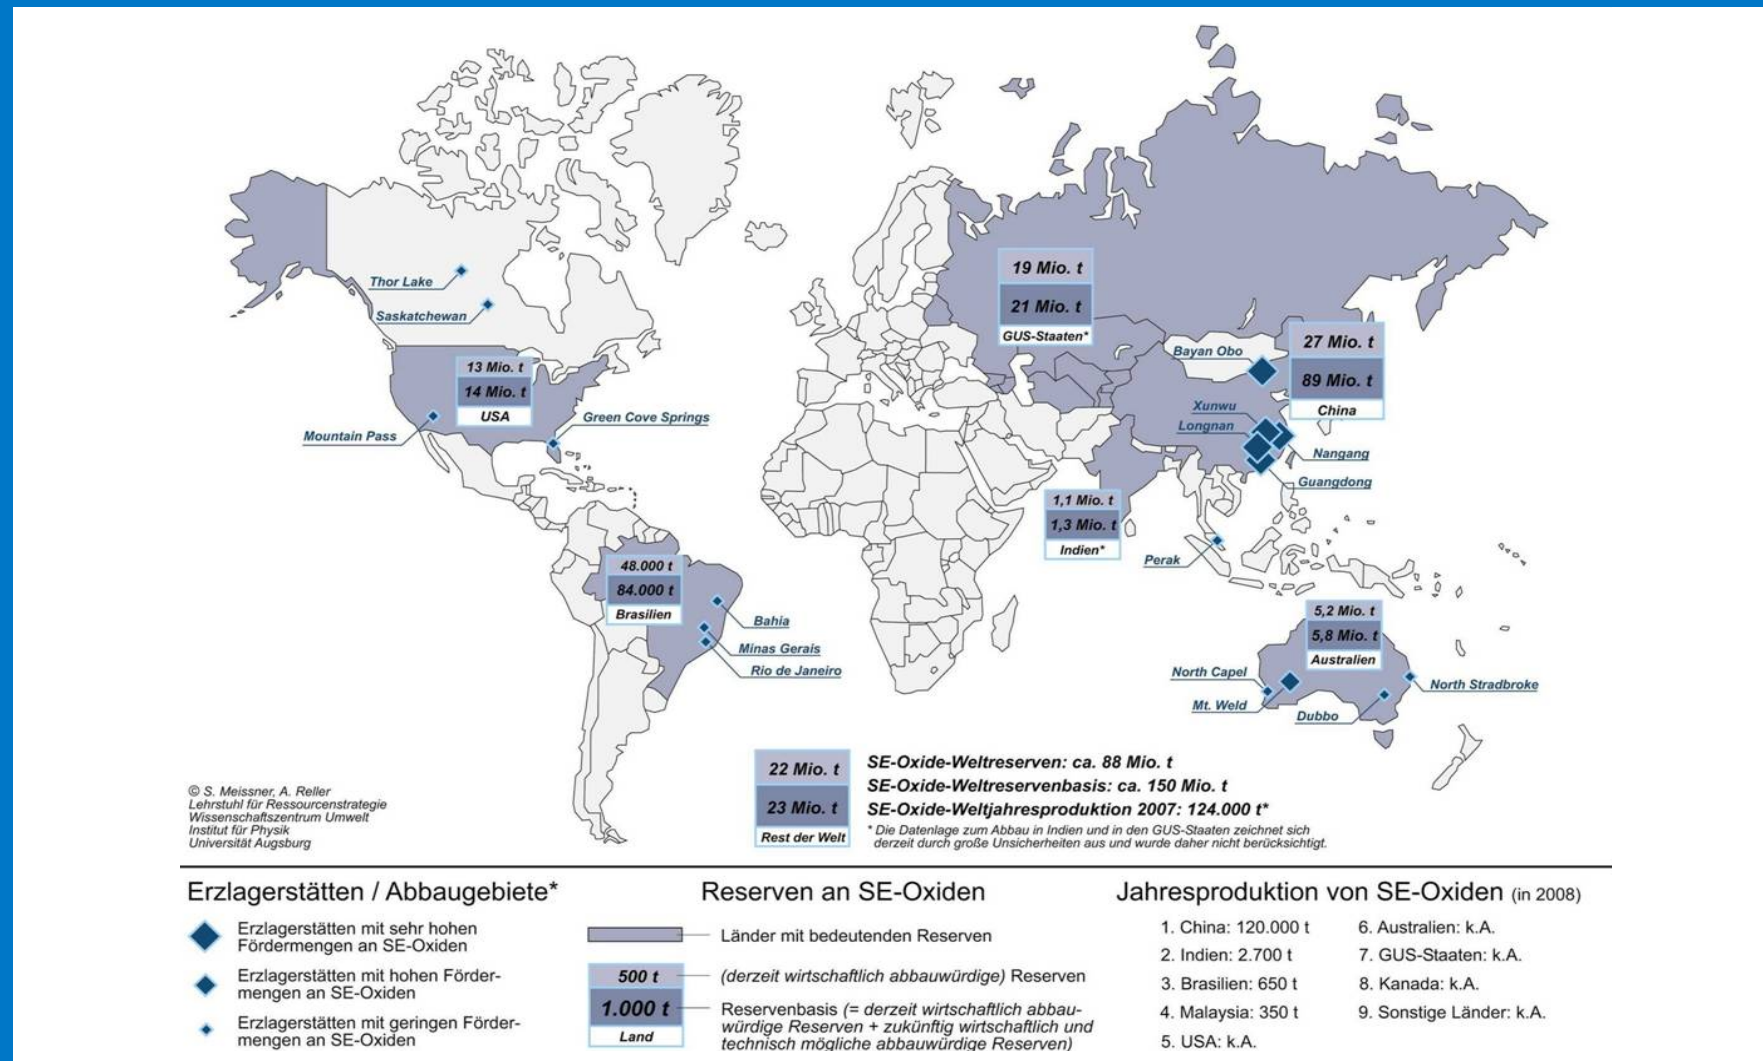 Thor Lake
Saskatchewan
13 Mio. t
14 Mio. t
USA
Mountain Pass
Green Cove Springs
48.000 t
84.000 t
Brasilien
Bahia
Minas Gerais
Rio de Janeiro
19 Mio. t
21 Mio. t
GUS-Staaten*
Bayan Obo
27 Mio. t
89 Mio. t
China
Xunwu
Longnan
Nangang
Guangdong
1,1 Mio. t
1,3 Mio. t
Indien*
Perak
5,2 Mio. t
5,8 Mio. t
Australien
North Capel
Mt. Weld
Dubbo
North Stradbroke
22 Mio. t
23 Mio. t
Rest der Welt
SE-Oxide-Weltreserven: ca. 88 Mio. t
SE-Oxide-Weltreservenbasis: ca. 150 Mio. t
SE-Oxide-Weltjahresproduktion 2007: 124.000 t*
* Die Datenlage zum Abbau in Indien und in den GUS-Staaten zeichnet sich
derzeit durch große Unsicherheiten aus und wurde daher nicht berücksichtigt.
© S. Meissner, A. Reller
Lehrstuhl für Ressourcenstrategie
Wissenschaftszentrum Umwelt
Institut für Physik
Universität Augsburg
Erzlagerstätten / Abbaugebiete*
Erzlagerstätten mit sehr hohen
Fördermengen an SE-Oxiden
Erzlagerstätten mit hohen Förder-
mengen an SE-Oxiden
Erzlagerstätten mit geringen Förder-
mengen an SE-Oxiden
Reserven an SE-Oxiden
Länder mit bedeutenden Reserven
500 t
(derzeit wirtschaftlich abbauwürdige) Reserven
1.000 t
Land
Reservenbasis (= derzeit wirtschaftlich abbau-
würdige Reserven + zukünftig wirtschaftlich und
technisch mögliche abbauwürdige Reserven)
Jahresproduktion von SE-Oxiden (in 2008)
1. China: 120.000 t
2. Indien: 2.700 t
3. Brasilien: 650 t
4. Malaysia: 350 t
5. USA: k.A.
6. Australien: k.A.
7. GUS-Staaten: k.A.
8. Kanada: k.A.
9. Sonstige Länder: k.A.